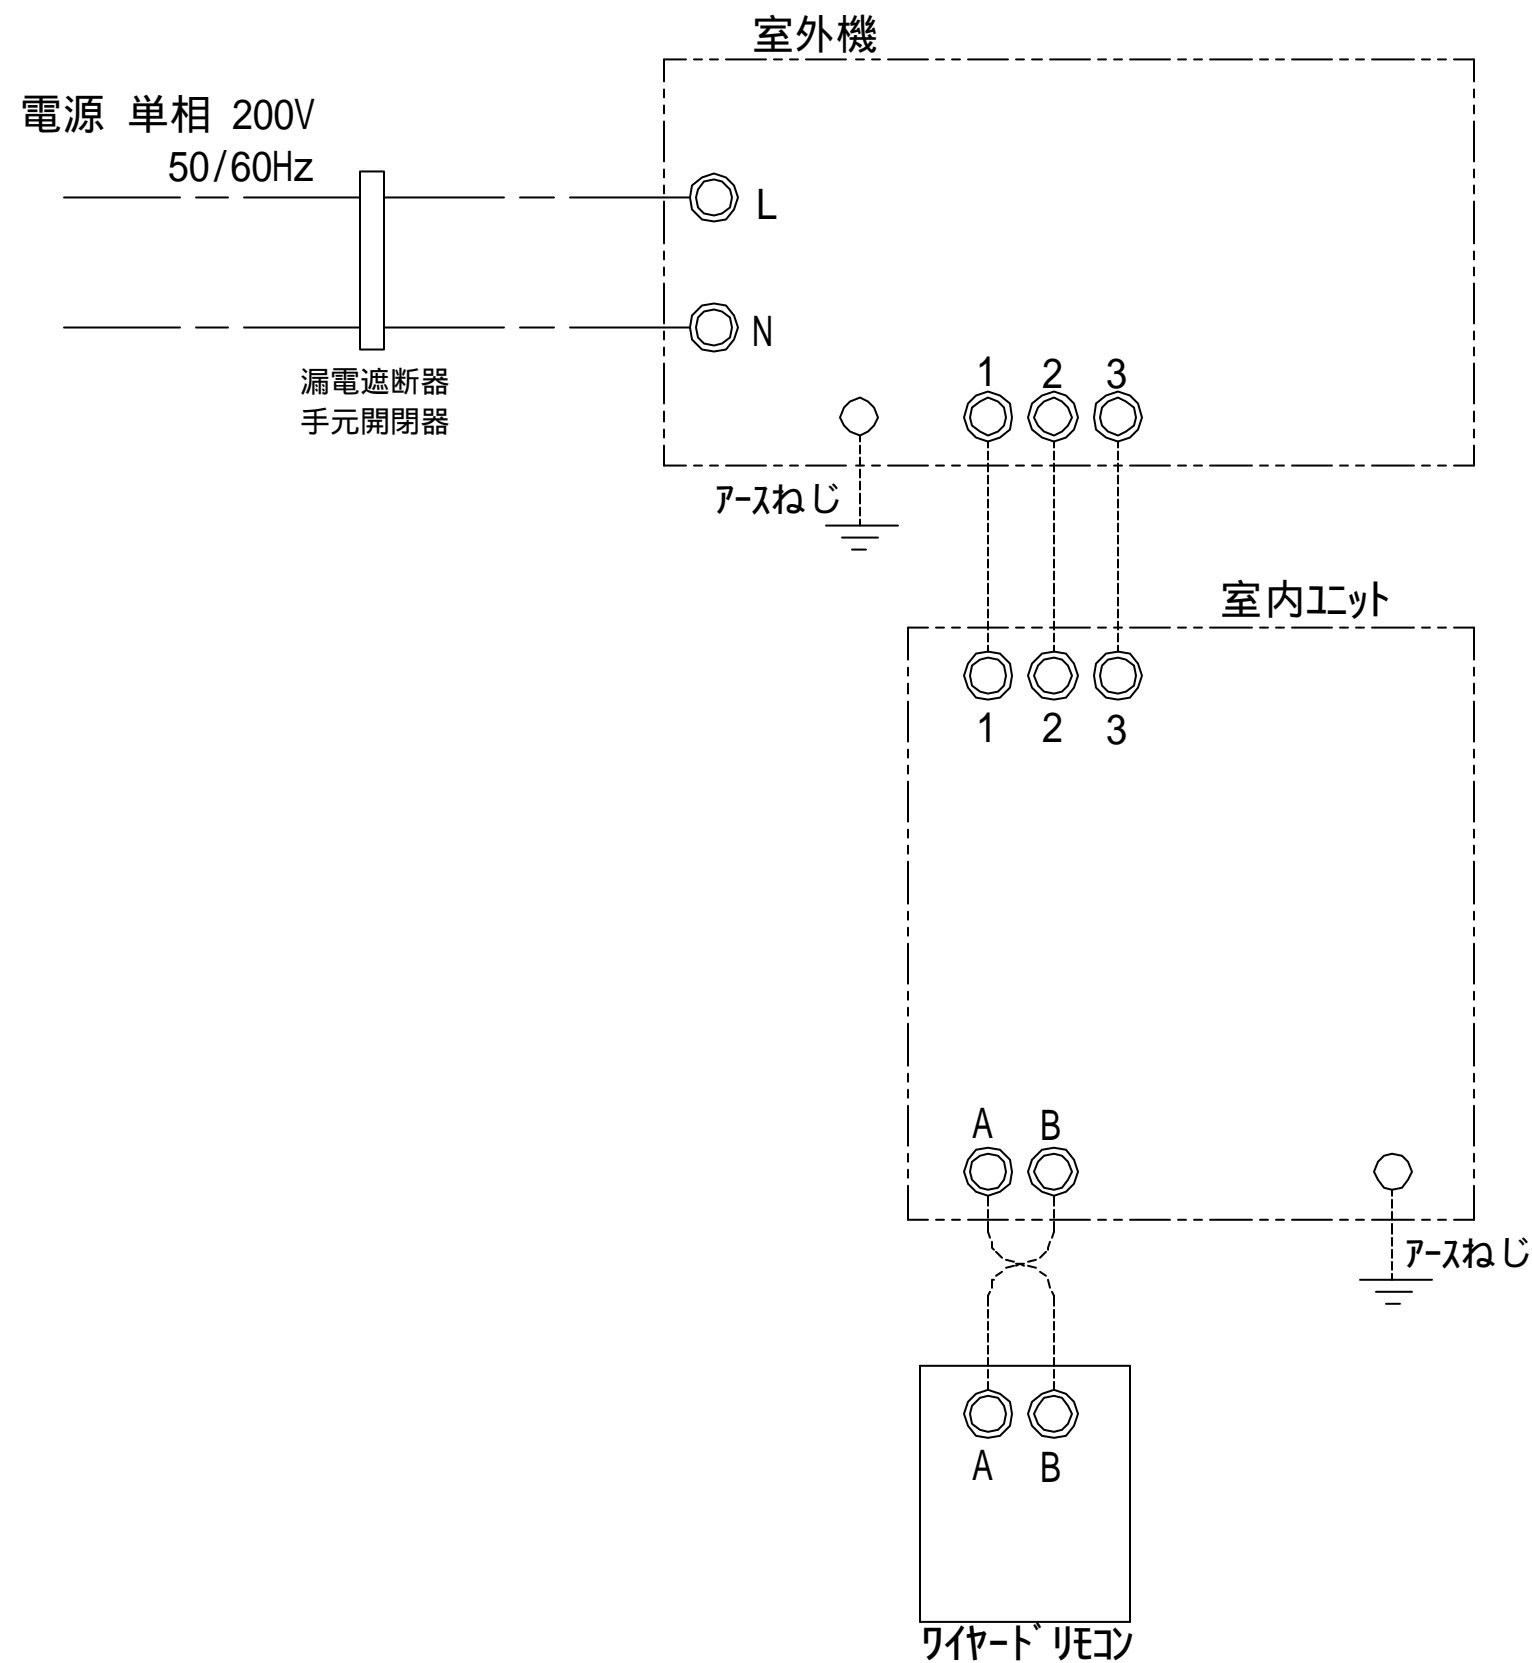 室外機
電源 単相 200V
50/60Hz
L
N
漏電遮断器
手元開閉器
1 2 3
ｱｰｽねじ
室内ﾕﾆｯﾄ
1 2 3
A B
ｱｰｽねじ
A B
ﾜｲﾔｰﾄﾞﾘﾓｺﾝ